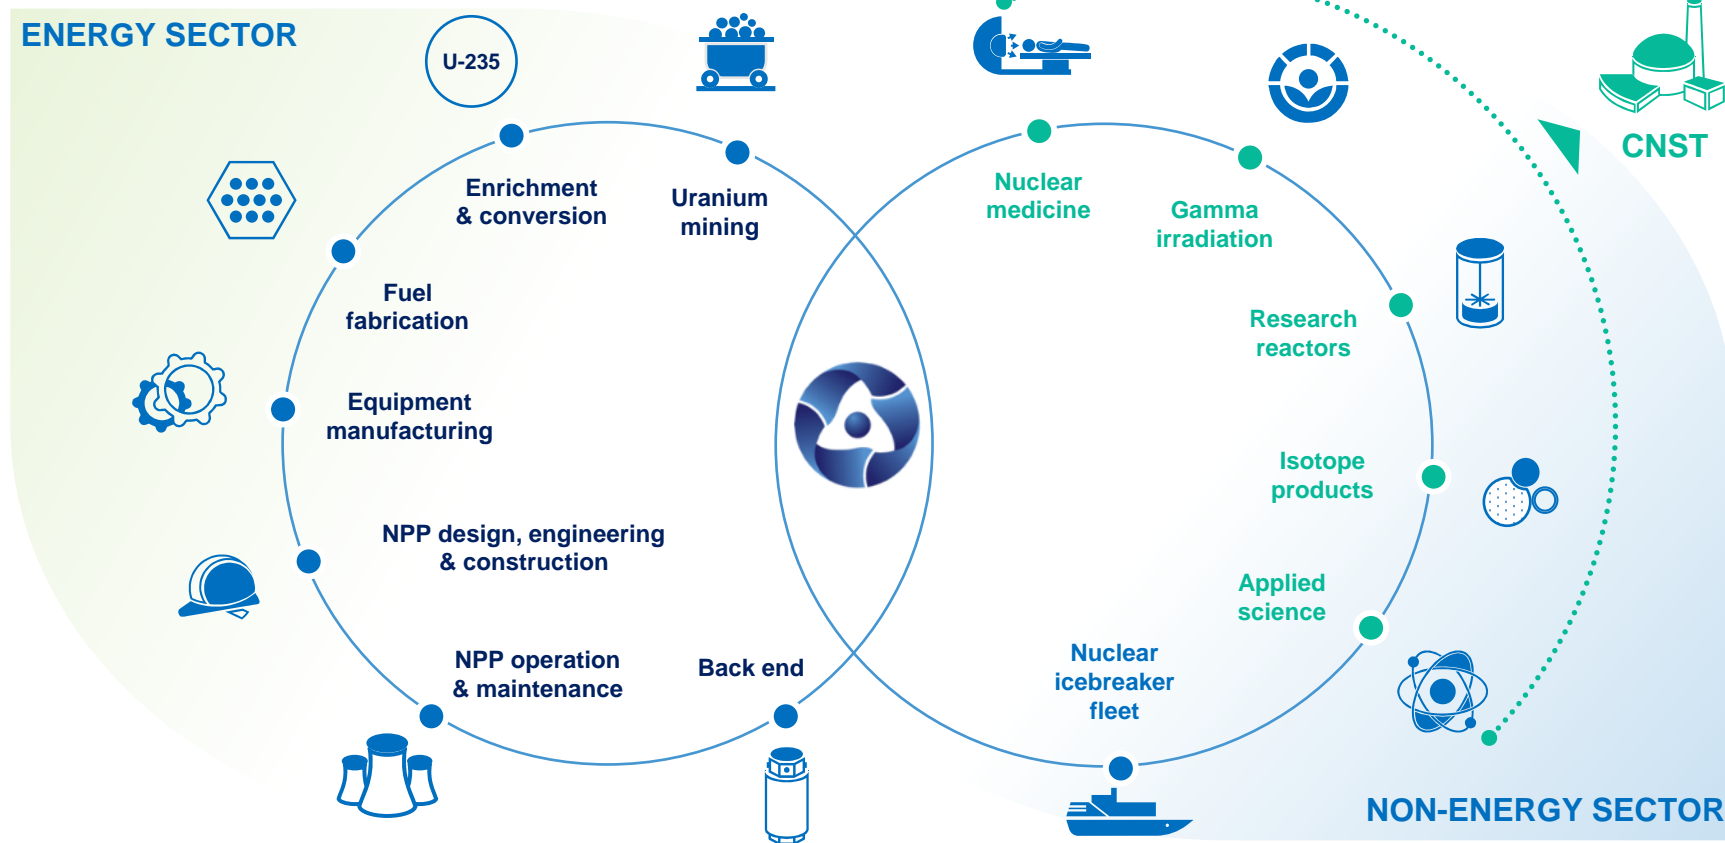 ENERGY SECTOR
U-235
CNST
Enrichment
& conversion
Uranium
mining
Nuclear
medicine
Gamma
irradiation
Fuel
fabrication
Research
reactors
Equipment
manufacturing
Isotope
products
NPP design, engineering
& construction
Applied
science
NPP operation
& maintenance
Back end
Nuclear
icebreaker
fleet
NON-ENERGY SECTOR